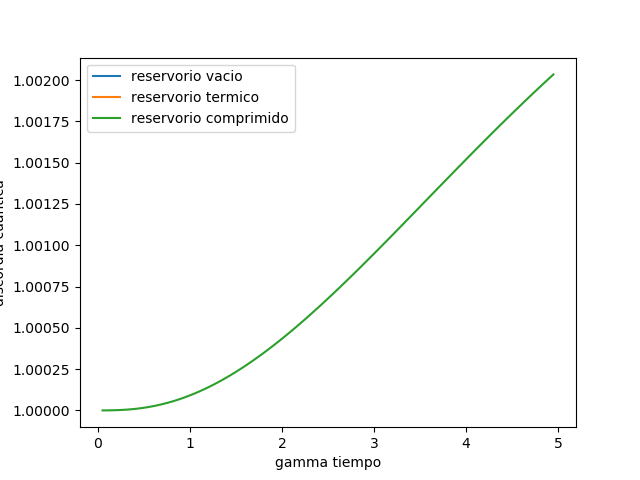 reservorio vacio
reservorio termico
reservorio comprimido
1.00200
1.00175
1.00150
1.00125
1.00100
1.00075
1.00050
1.00025
1.00000
0 1 2 3 4 5
gamma tiempo